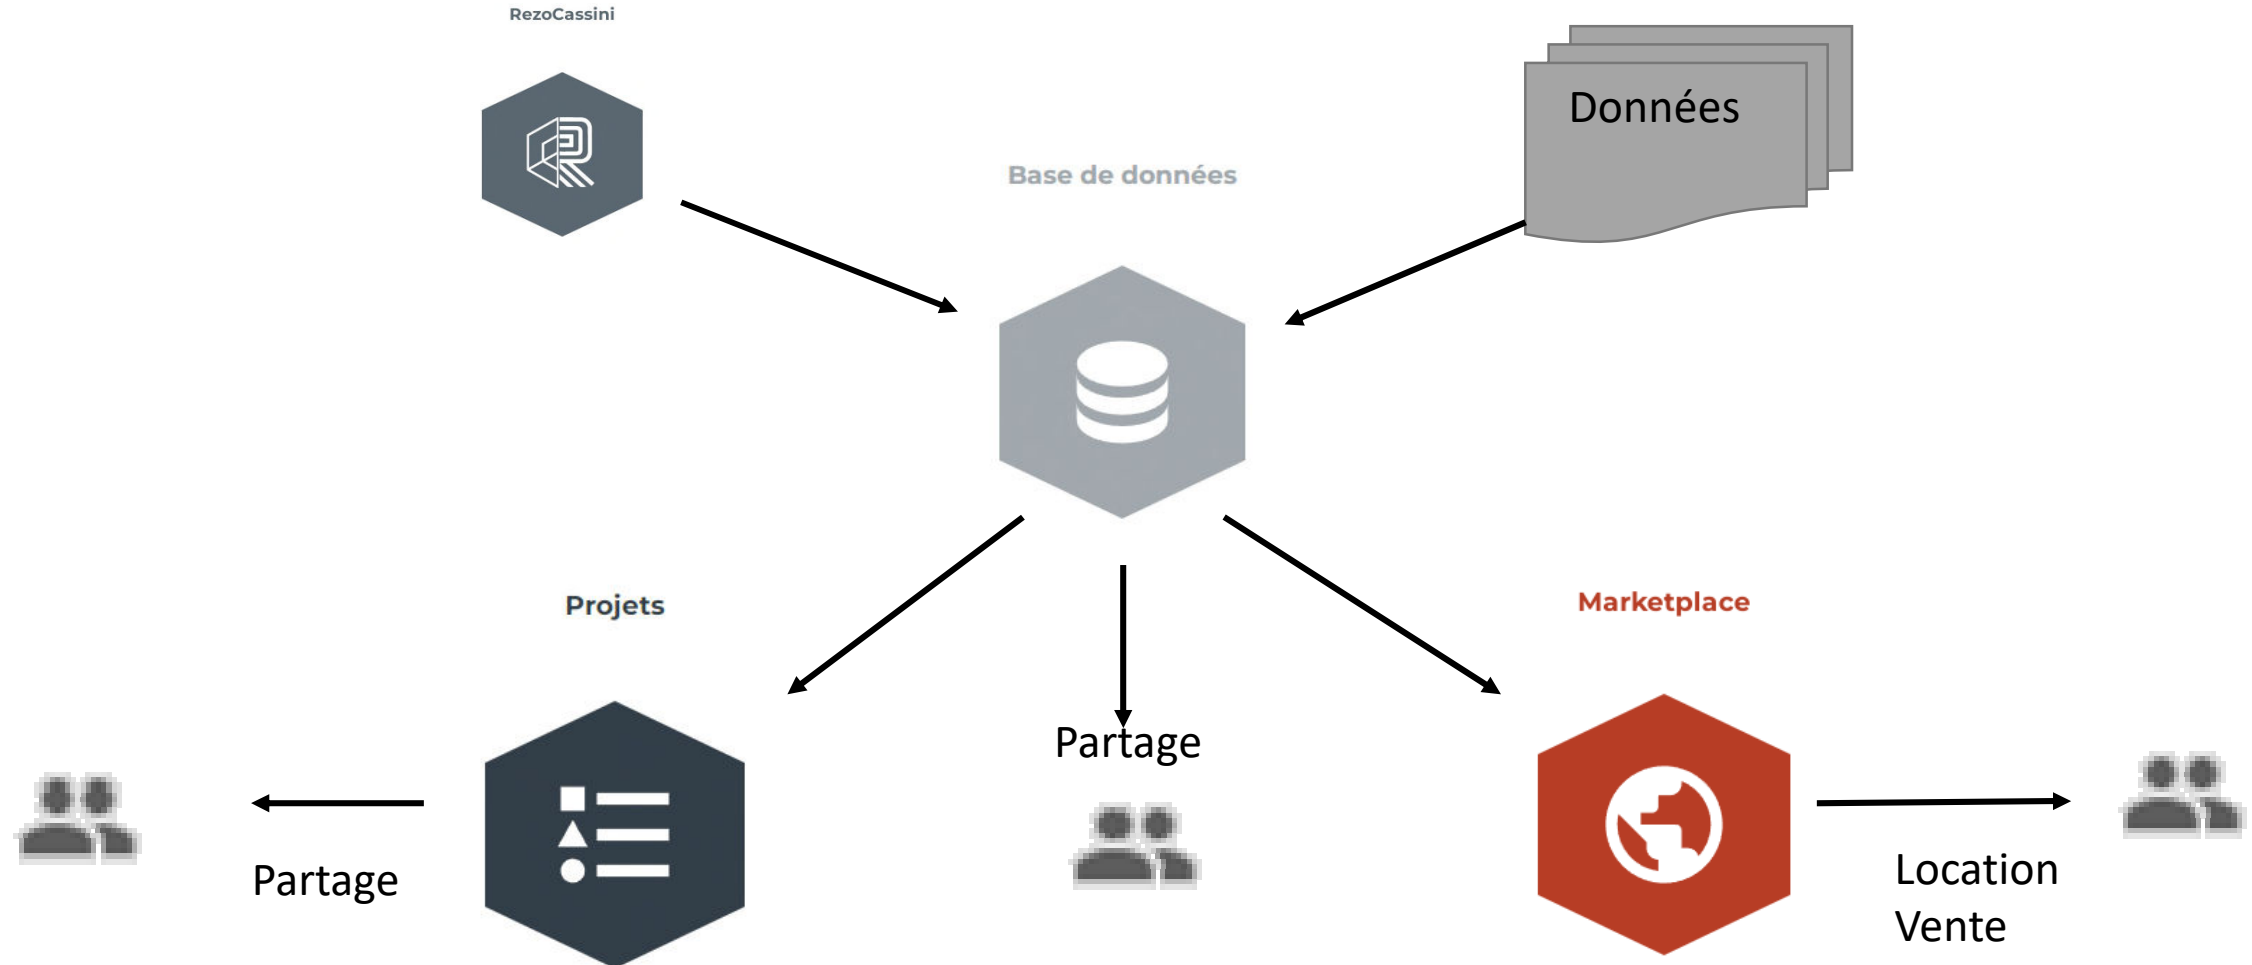 RezoCassini
Données
Base de données
Projets
Marketplace
Partage
Partage
Location
Vente